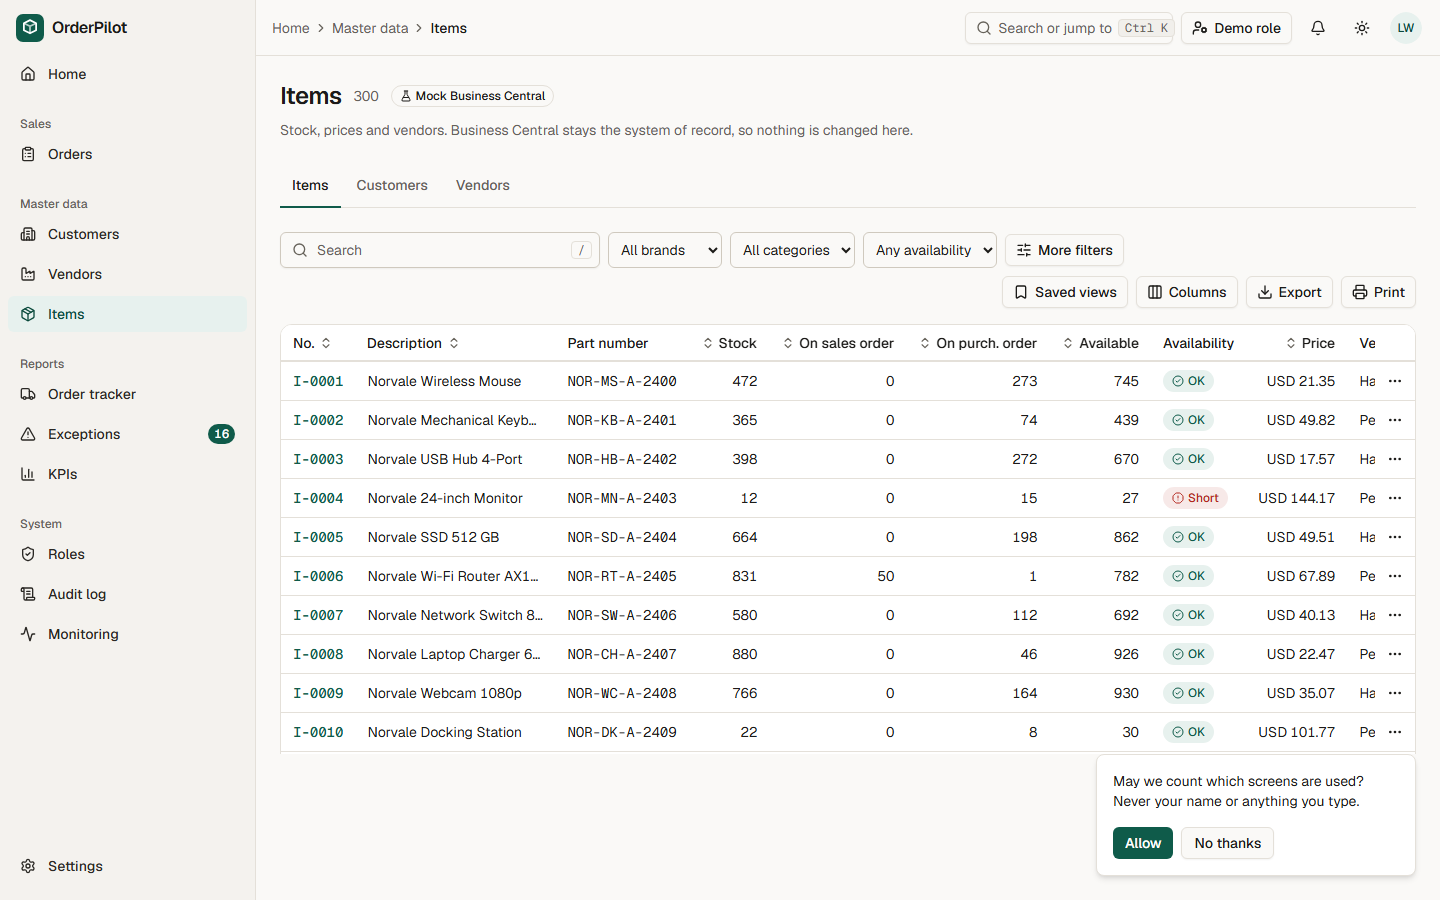 OrderPilot
Home
Sales
Orders
Master data
Customers
Vendors
Items
Reports
Order tracker
Exceptions 16
KPIs
System
Roles
Audit log
Monitoring
Settings
Home > Master data > Items
Search or jump to Ctrl K
Demo role
LW
Items 300 Mock Business Central
Stock, prices and vendors. Business Central stays the system of record, so nothing is changed here.
Items Customers Vendors
Search /
All brands
All categories
Any availability
More filters
Saved views
Columns
Export
Print
No. Description Part number Stock On sales order On purch. order Available Availability Price Ve
I-0001 Norvale Wireless Mouse NOR-MS-A-2400 472 0 273 745 OK USD 21.35 Ha ...
I-0002 Norvale Mechanical Keyb... NOR-KB-A-2401 365 0 74 439 OK USD 49.82 Pe ...
I-0003 Norvale USB Hub 4-Port NOR-HB-A-2402 398 0 272 670 OK USD 17.57 Ha ...
I-0004 Norvale 24-inch Monitor NOR-MN-A-2403 12 0 15 27 Short USD 144.17 Pe ...
I-0005 Norvale SSD 512 GB NOR-SD-A-2404 664 0 198 862 OK USD 49.51 Ha ...
I-0006 Norvale Wi-Fi Router AX1... NOR-RT-A-2405 831 50 1 782 OK USD 67.89 Pe ...
I-0007 Norvale Network Switch 8... NOR-SW-A-2406 580 0 112 692 OK USD 40.13 Ha ...
I-0008 Norvale Laptop Charger 6... NOR-CH-A-2407 880 0 46 926 OK USD 22.47 Pe ...
I-0009 Norvale Webcam 1080p NOR-WC-A-2408 766 0 164 930 OK USD 35.07 Ha ...
I-0010 Norvale Docking Station NOR-DK-A-2409 22 0 8 30 OK USD 101.77 Pe ...
May we count which screens are used?
Never your name or anything you type.
Allow
No thanks